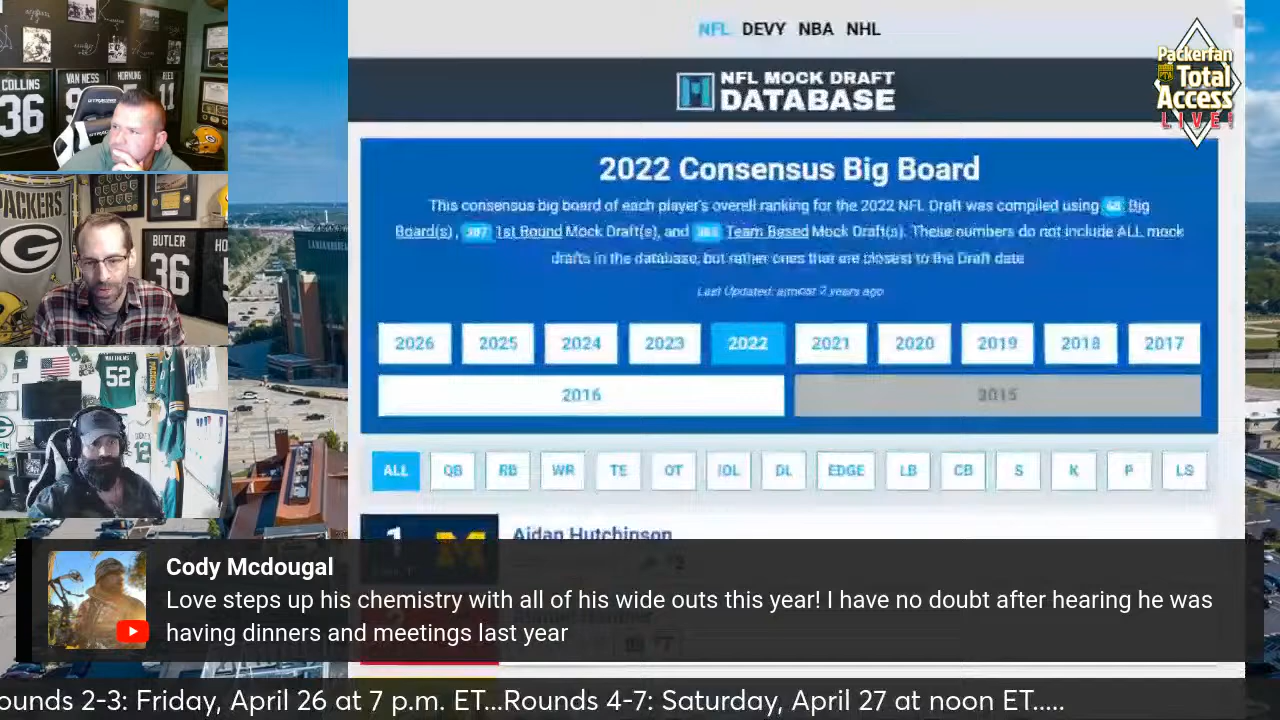 COLLINS
36
VAN NESS
HORNUNG
5
11
PACKERS
G
BUTLER
36
MATTHEWS
52
12
NFL DEVY NBA NHL
NFL MOCK DRAFT
DATABASE
Packerfan
Total
Access
LIVE!
2022 Consensus Big Board
This consensus big board of each player's overall ranking for the 2022 NFL Draft was compiled using Big
Board(s), 1st Round Mock Draft(s), and Team Based Mock Draft(s). These numbers do not include ALL mock
drafts in the database, but rather ones that are closest to the Draft date
Last Updated: almost 2 years ago
2026 2025 2024 2023 2022 2021 2020 2019 2018 2017
2016 2015
ALL QB RB WR TE OT IOL DL EDGE LB CB S K P LS
1 M Aidan Hutchinson
Cody Mcdougal
Love steps up his chemistry with all of his wide outs this year! I have no doubt after hearing he was
having dinners and meetings last year
ounds 2-3: Friday, April 26 at 7 p.m. ET...Rounds 4-7: Saturday, April 27 at noon ET.....